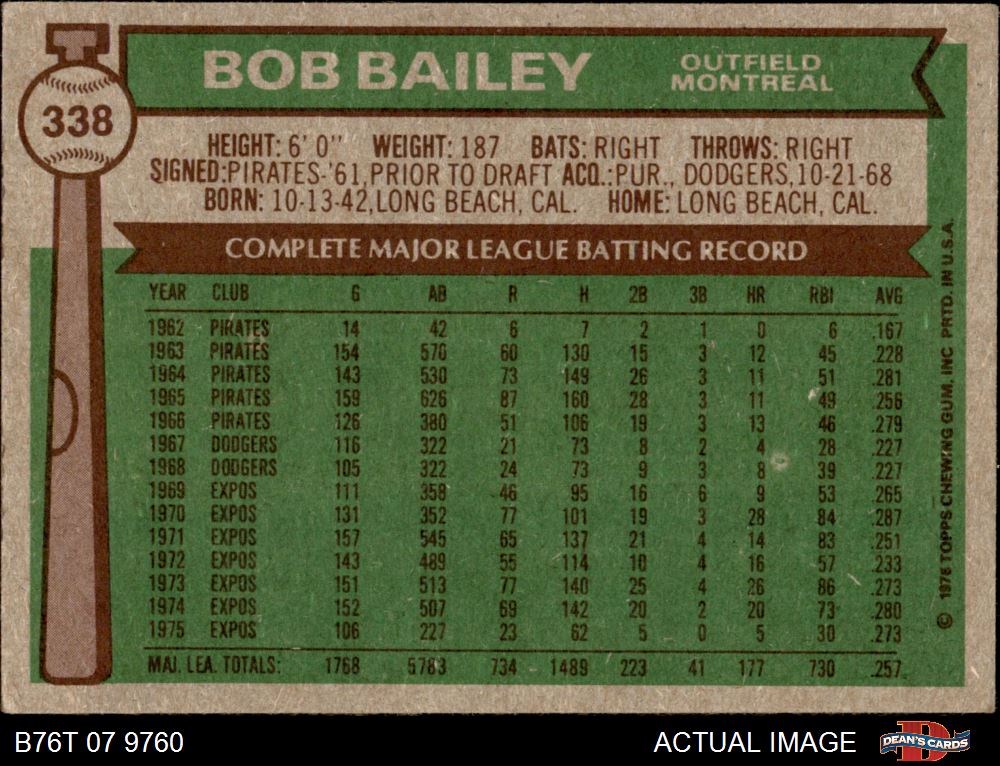 BOB BAILEY
OUTFIELD
MONTREAL
338
HEIGHT: 6' 0" WEIGHT: 187 BATS: RIGHT THROWS: RIGHT
SIGNED: PIRATES-'61, PRIOR TO DRAFT ACQ.: PUR., DODGERS, 10-21-68
BORN: 10-13-42, LONG BEACH, CAL. HOME: LONG BEACH, CAL.
COMPLETE MAJOR LEAGUE BATTING RECORD
YEAR CLUB G AB R H 2B 3B HR RBI AVG
1962 PIRATES 14 42 6 7 2 1 0 6 .167
1963 PIRATES 154 570 60 130 15 3 12 45 .228
1964 PIRATES 143 530 73 149 26 3 11 51 .281
1965 PIRATES 159 626 87 160 28 3 11 49 .256
1966 PIRATES 126 380 51 106 19 3 13 46 .279
1967 DODGERS 116 322 21 73 8 2 4 28 .227
1968 DODGERS 105 322 24 73 9 3 8 39 .227
1969 EXPOS 111 358 46 95 16 6 9 53 .265
1970 EXPOS 131 352 77 101 19 3 28 84 .287
1971 EXPOS 157 545 65 137 21 4 14 83 .251
1972 EXPOS 143 489 55 114 10 4 16 57 .233
1973 EXPOS 151 513 77 140 25 4 26 86 .273
1974 EXPOS 152 507 69 142 20 2 20 73 .280
1975 EXPOS 106 227 23 62 5 0 5 30 .273
MAJ. LEA. TOTALS: 1768 5783 734 1489 223 41 177 730 .257
© 1976 TOPPS CHEWING GUM, INC PRTD. IN U.S.A.
B76T 07 9760
ACTUAL IMAGE
D
DEAN'S CARDS